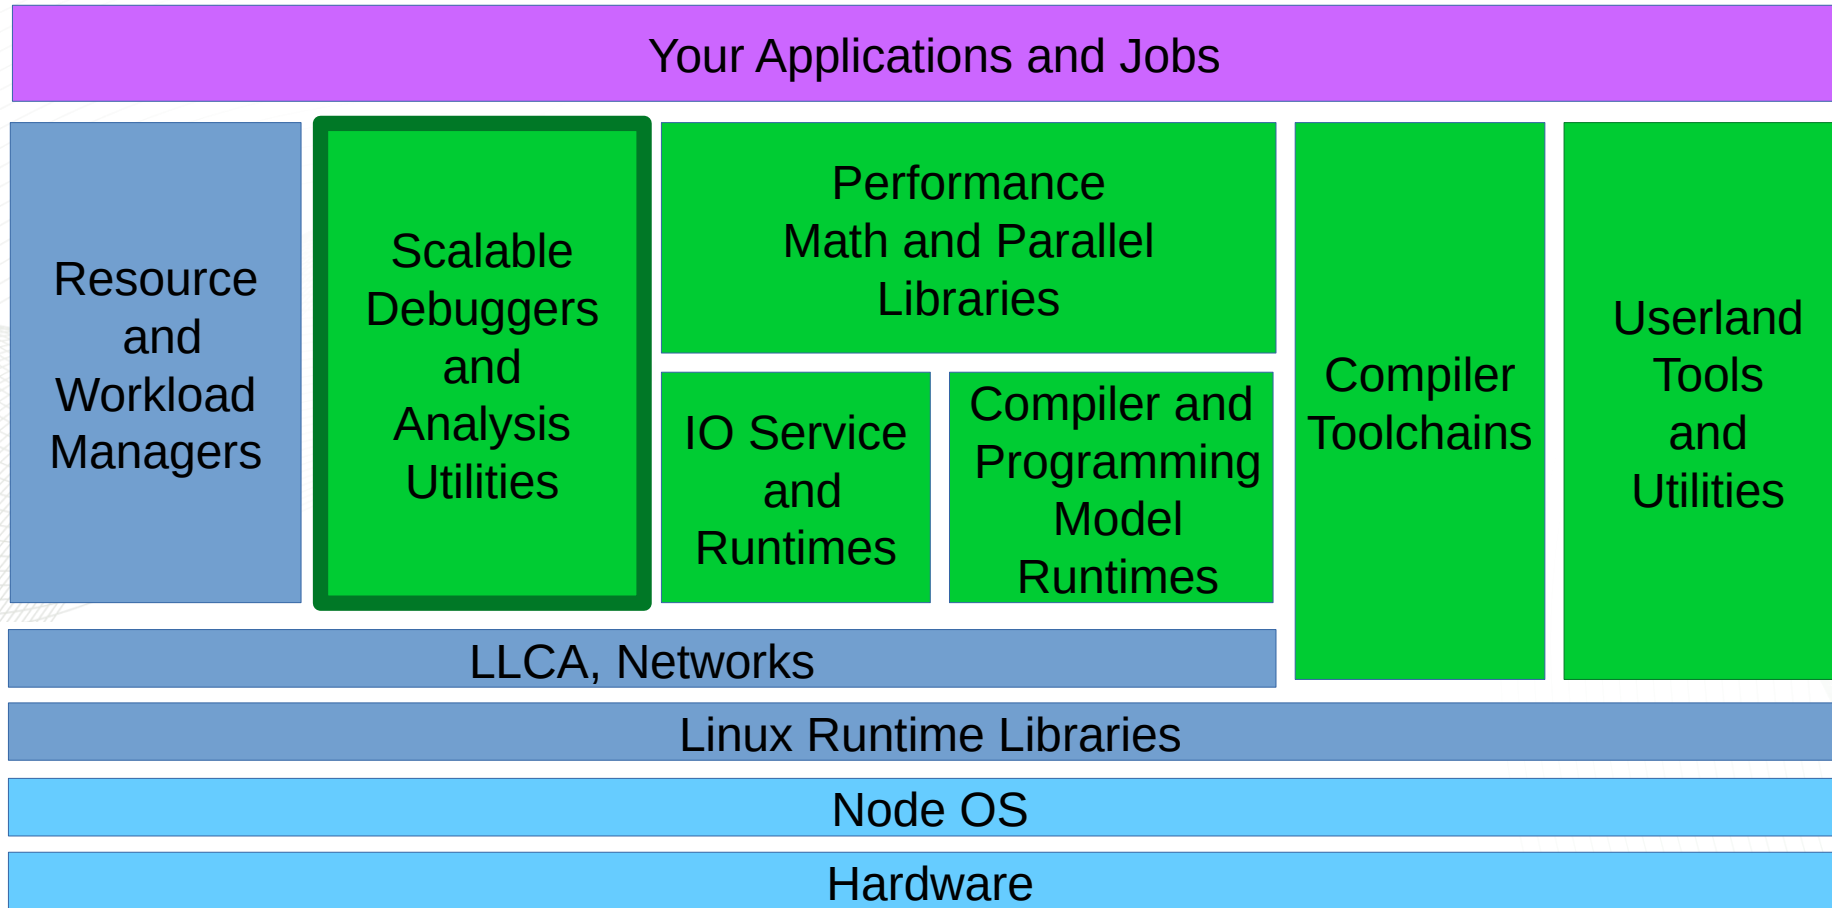 Your Applications and Jobs
Resource
and
Workload
Managers
Scalable
Debuggers
and
Analysis
Utilities
Performance
Math and Parallel
Libraries
IO Service
and
Runtimes
Compiler and
Programming
Model
Runtimes
Compiler
Toolchains
Userland
Tools
and
Utilities
LLCA, Networks
Linux Runtime Libraries
Node OS
Hardware